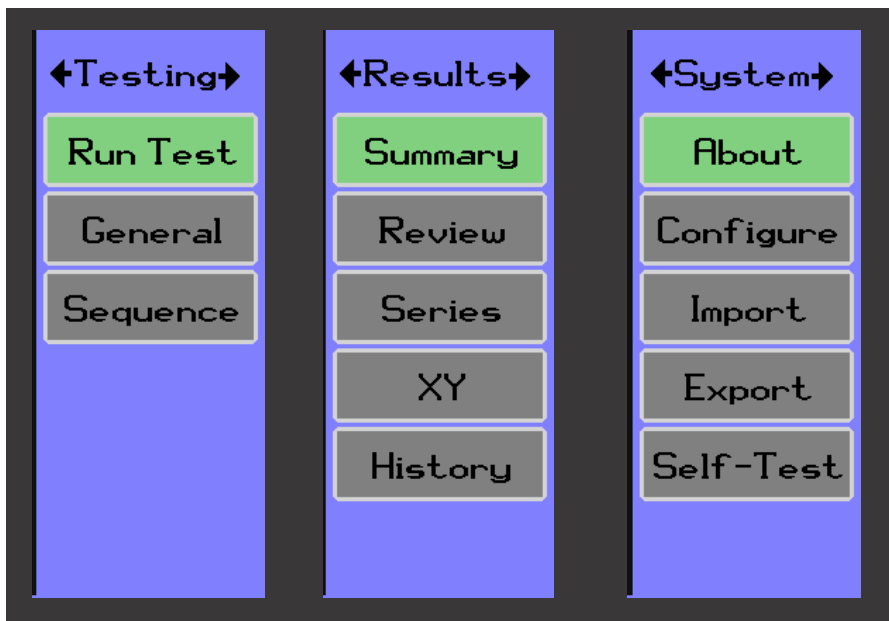 Testing
Run Test
General
Sequence
Results
Summary
Review
Series
XY
History
System
About
Configure
Import
Export
Self-Test